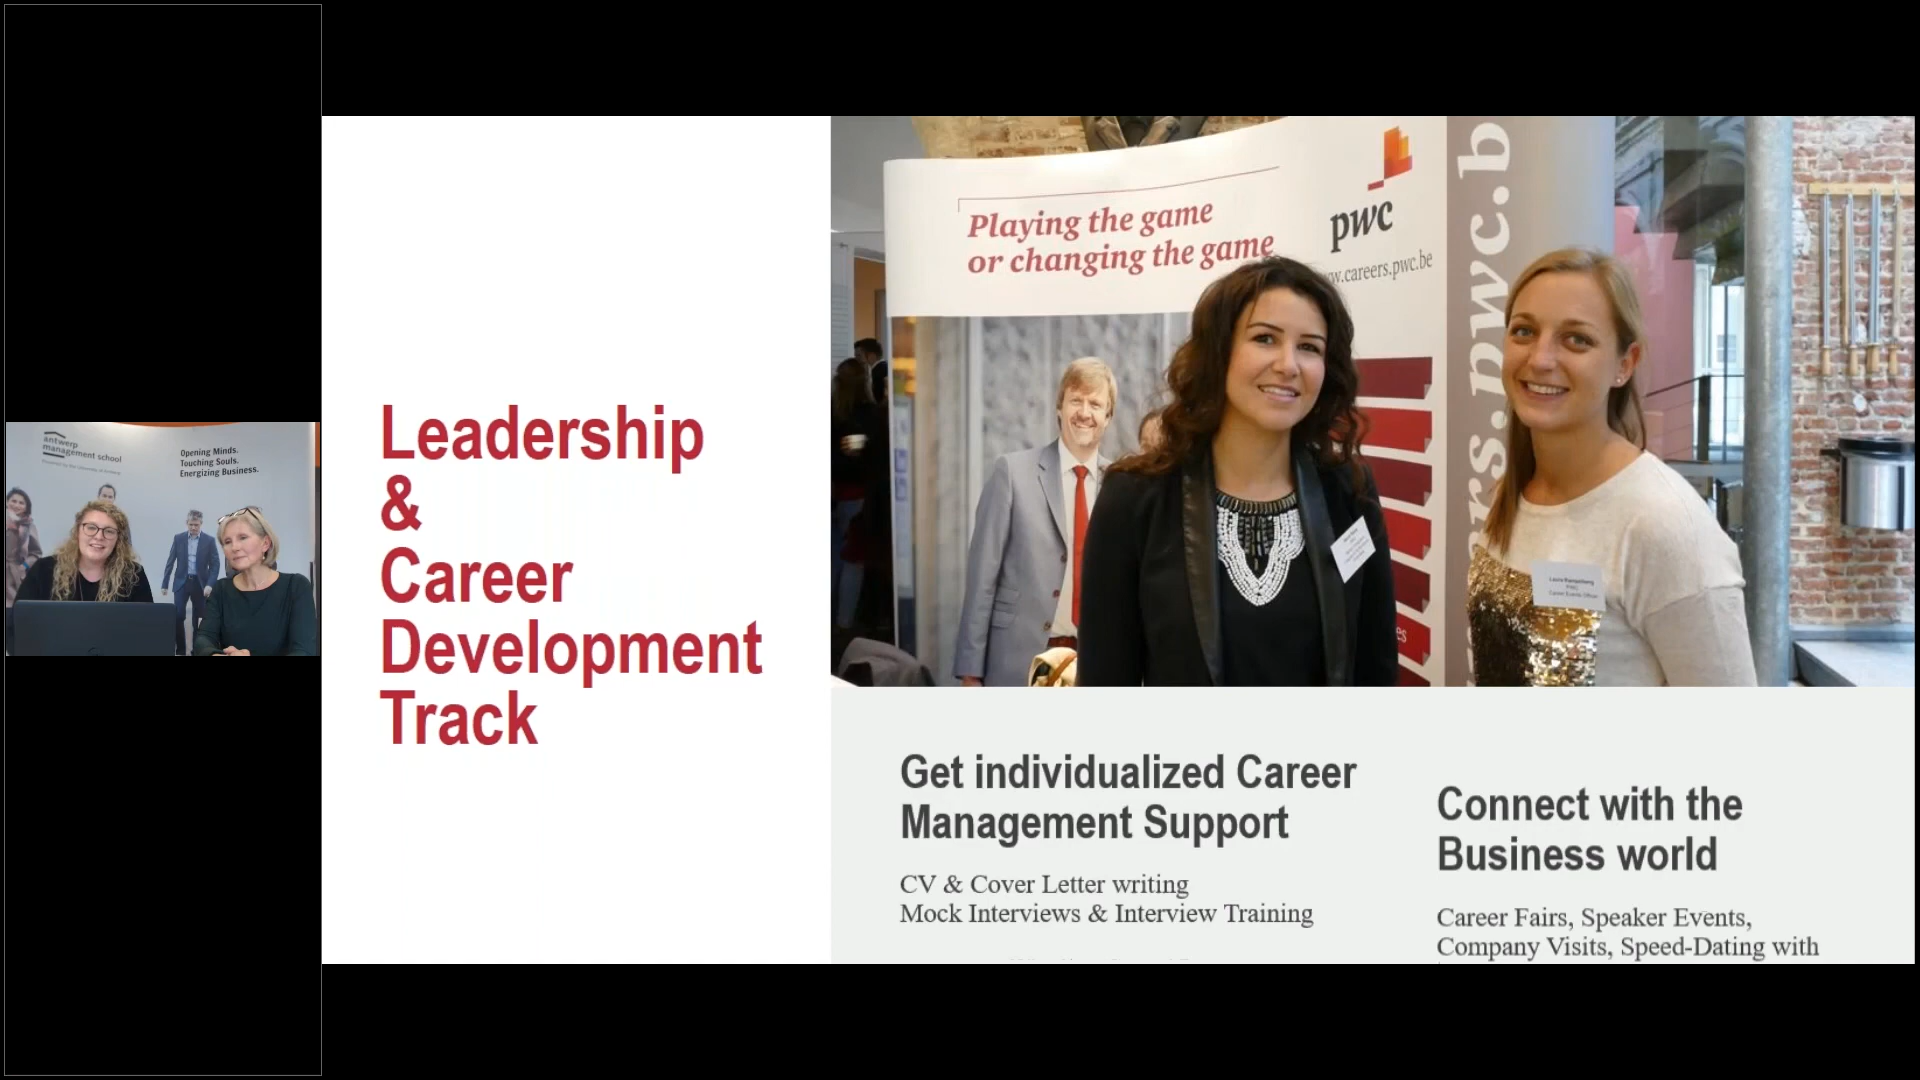 antwerp
management school
Opening Minds.
Touching Souls.
Energizing Business.
Leadership
&
Career
Development
Track
Playing the game
or changing the game
pwc
www.careers.pwc.be
ars.pwc.b
Get individualized Career
Management Support
CV & Cover Letter writing
Mock Interviews & Interview Training
Connect with the
Business world
Career Fairs, Speaker Events,
Company Visits, Speed-Dating with